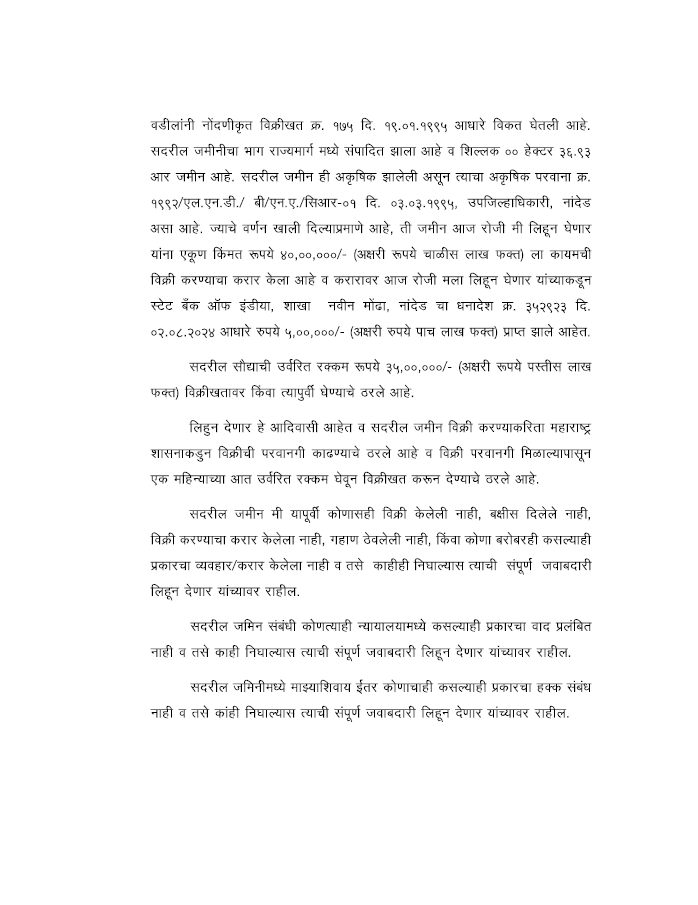 वडीलांनी नोंदणीकृत विक्रीखत क्र. १७५ दि. १९.०१.१९९५ आधारे विकत घेतली आहे.
सदरील जमीनीचा भाग राज्यमार्ग मध्ये संपादित झाला आहे व शिल्लक ०० हेक्टर ३६.९३
आर जमीन आहे. सदरील जमीन ही अकृषिक झालेली असून त्याचा अकृषिक परवाना क्र.
१९९२/एल.एन.डी./ बी/एन.ए./सिआर-०१ दि. ०३.०३.१९९५, उपजिल्हाधिकारी, नांदेड
असा आहे. ज्याचे वर्णन खाली दिल्याप्रमाणे आहे, ती जमीन आज रोजी मी लिहून घेणार
यांना एकूण किंमत रूपये ४०,००,०००/- (अक्षरी रूपये चाळीस लाख फक्त) ला कायमची
विक्री करण्याचा करार केला आहे व करारावर आज रोजी मला लिहून घेणार यांच्याकडून
स्टेट बँक ऑफ इंडीया, शाखा नवीन मोंढा, नांदेड चा धनादेश क्र. ३५२९२३ दि.
०२.०८.२०२४ आधारे रुपये ५,००,०००/- (अक्षरी रुपये पाच लाख फक्त) प्राप्त झाले आहेत.
सदरील सौद्याची उर्वरित रक्कम रूपये ३५,००,०००/- (अक्षरी रूपये पस्तीस लाख
फक्त) विक्रीखतावर किंवा त्यापुर्वी घेण्याचे ठरले आहे.
लिहुन देणार हे आदिवासी आहेत व सदरील जमीन विक्री करण्याकरिता महाराष्ट्र
शासनाकडुन विक्रीची परवानगी काढण्याचे ठरले आहे व विक्री परवानगी मिळाल्यापासून
एक महिन्याच्या आत उर्वरित रक्कम घेवून विक्रीखत करून देण्याचे ठरले आहे.
सदरील जमीन मी यापूर्वी कोणासही विक्री केलेली नाही, बक्षीस दिलेले नाही,
विक्री करण्याचा करार केलेला नाही, गहाण ठेवलेली नाही, किंवा कोणा बरोबरही कसल्याही
प्रकारचा व्यवहार/करार केलेला नाही व तसे काहीही निघाल्यास त्याची संपूर्ण जवाबदारी
लिहून देणार यांच्यावर राहील.
सदरील जमिन संबंधी कोणत्याही न्यायालयामध्ये कसल्याही प्रकारचा वाद प्रलंबित
नाही व तसे काही निघाल्यास त्याची संपूर्ण जवाबदारी लिहून देणार यांच्यावर राहील.
सदरील जमिनीमध्ये माझ्याशिवाय ईतर कोणाचाही कसल्याही प्रकारचा हक्क संबंध
नाही व तसे कांही निघाल्यास त्याची संपूर्ण जवाबदारी लिहून देणार यांच्यावर राहील.